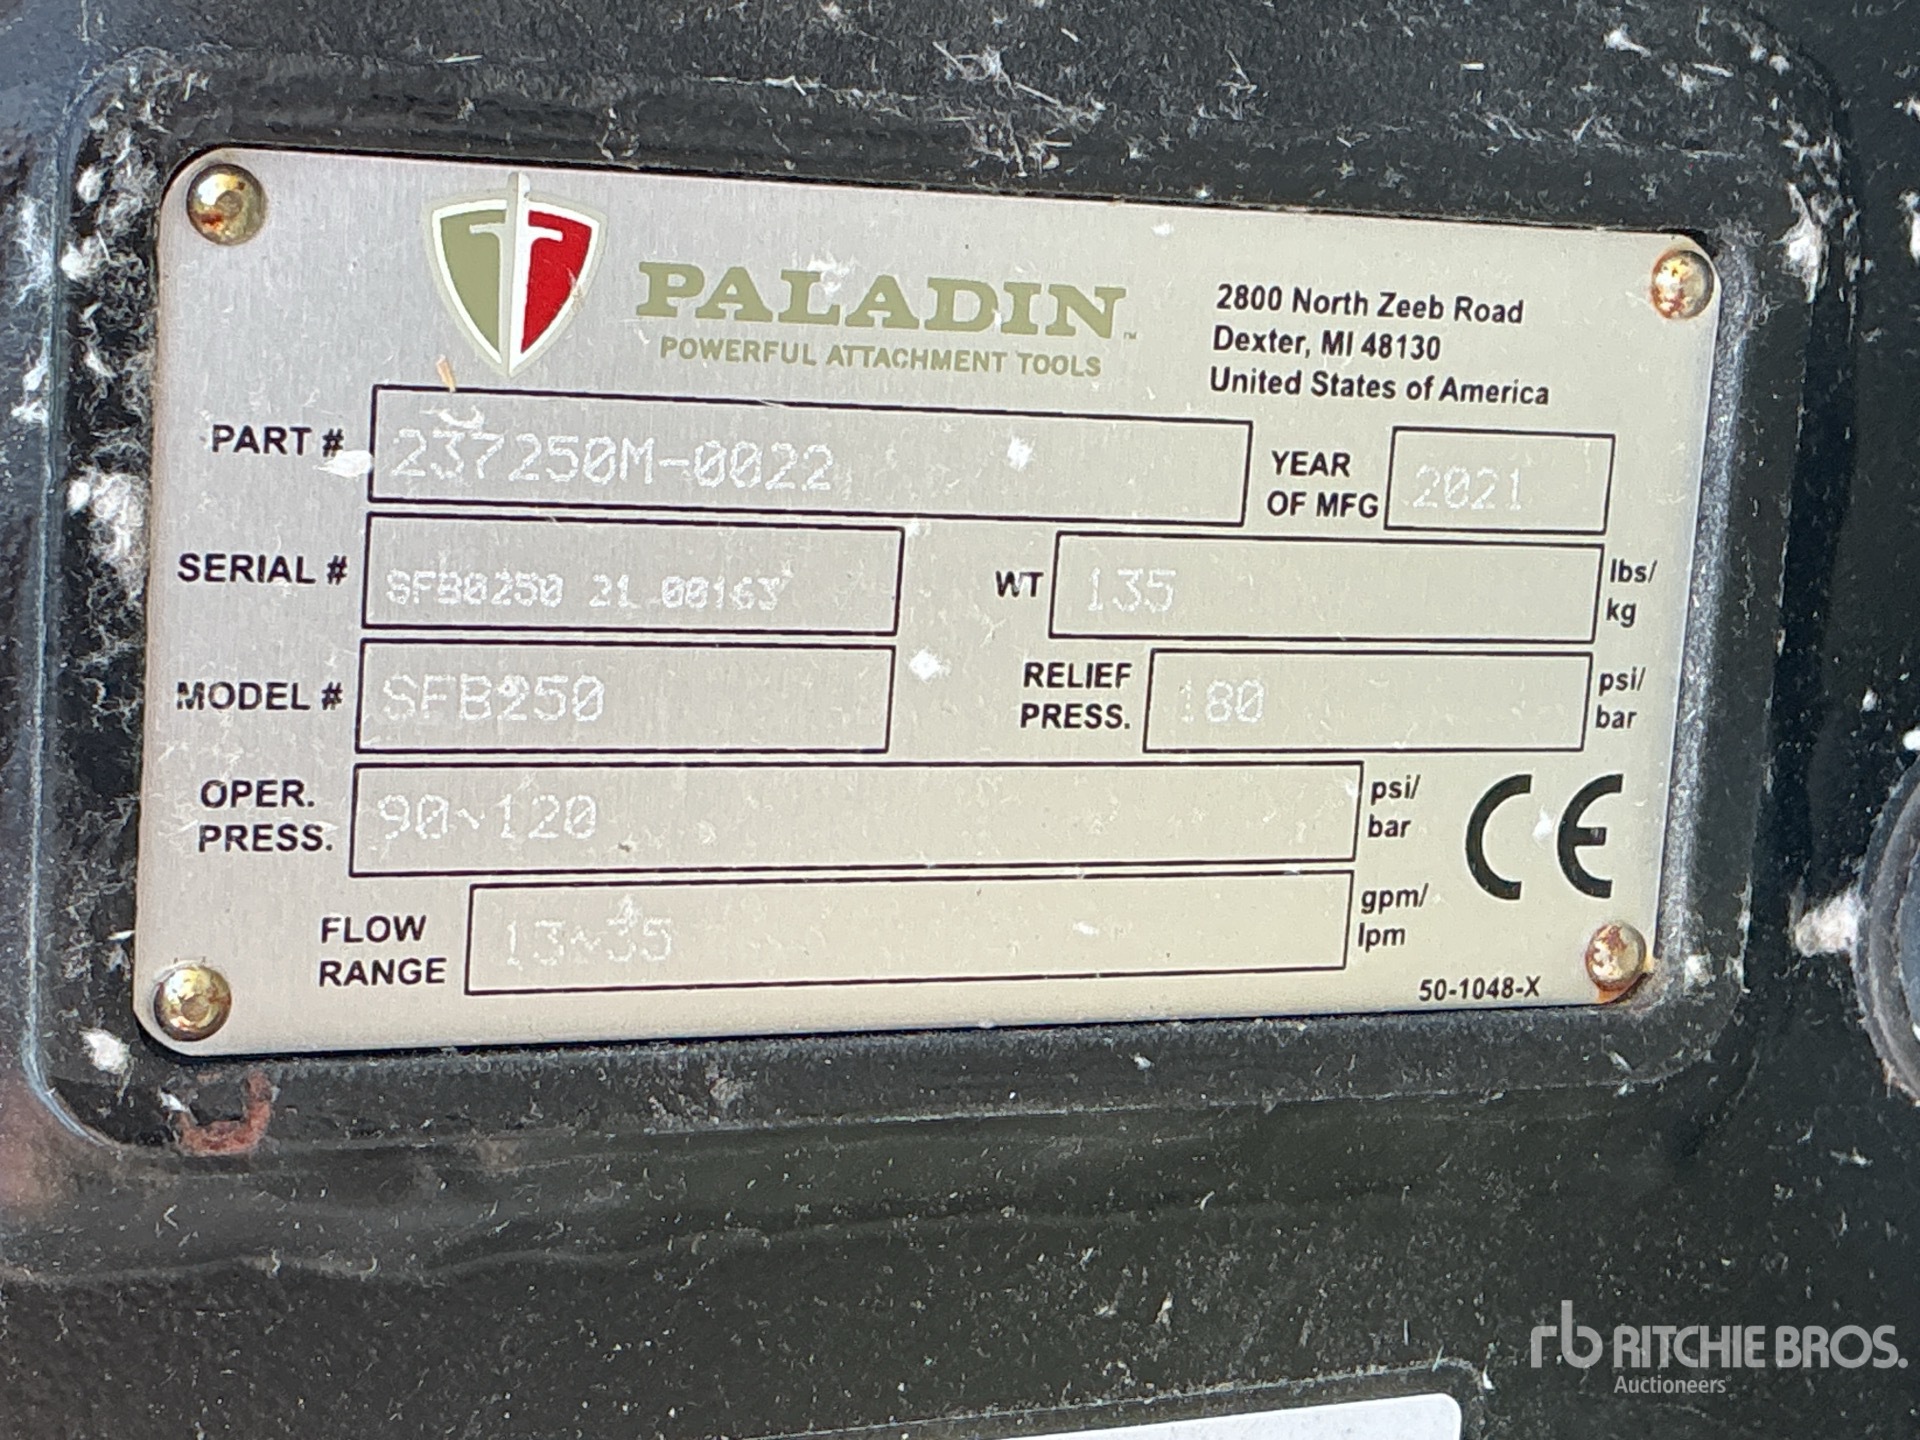 PALADIN™
POWERFUL ATTACHMENT TOOLS
2800 North Zeeb Road
Dexter, MI 48130
United States of America
PART # 237250M-0022
YEAR OF MFG 2021
SERIAL # SFB0250 21 00163
WT 135 lbs/kg
MODEL # SFB250
RELIEF PRESS. 180 psi/bar
OPER. PRESS. 90~120 psi/bar
FLOW RANGE 13~35 gpm/lpm
CE
50-1048-X
rb RITCHIE BROS.
Auctioneers